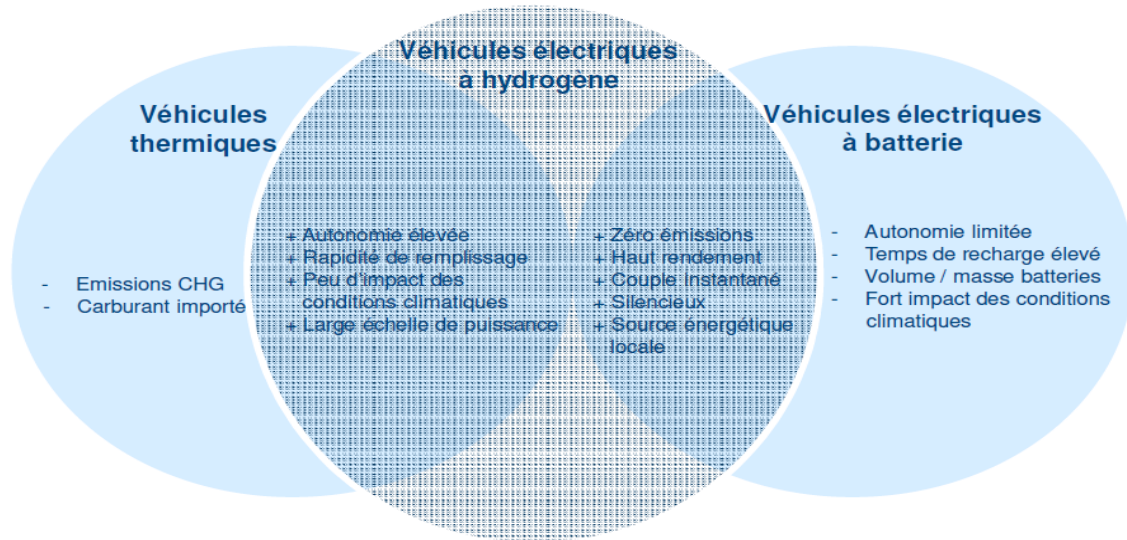 Véhicules électriques
à hydrogène
Véhicules
thermiques
Véhicules électriques
à batterie
- Emissions CHG
- Carburant importé
+ Autonomie élevée
+ Rapidité de remplissage
+ Peu d'impact des
conditions climatiques
+ Large échelle de puissance
+ Zéro émissions
+ Haut rendement
+ Couple instantané
+ Silencieux
+ Source énergétique
locale
- Autonomie limitée
- Temps de recharge élevé
- Volume / masse batteries
- Fort impact des conditions
climatiques